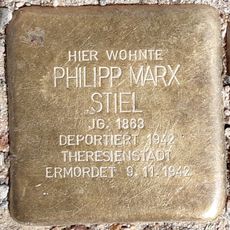 HIER WOHNTE
PHILIPP MARX
STIEL
JG. 1863
DEPORTIERT 1942
THERESIENSTADT
ERMORDET 9.11.1942